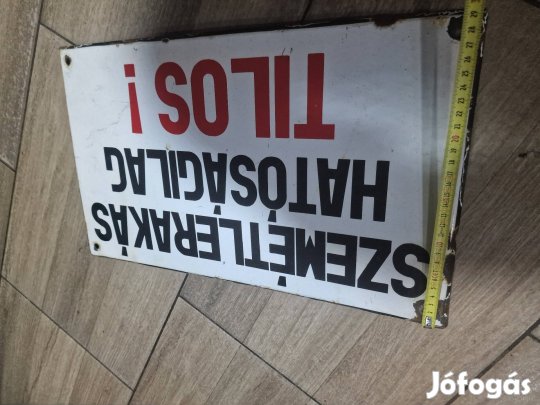 SZEMÉTLERAKÁS
HATÓSÁGILAG
TILOS !
Jófogás